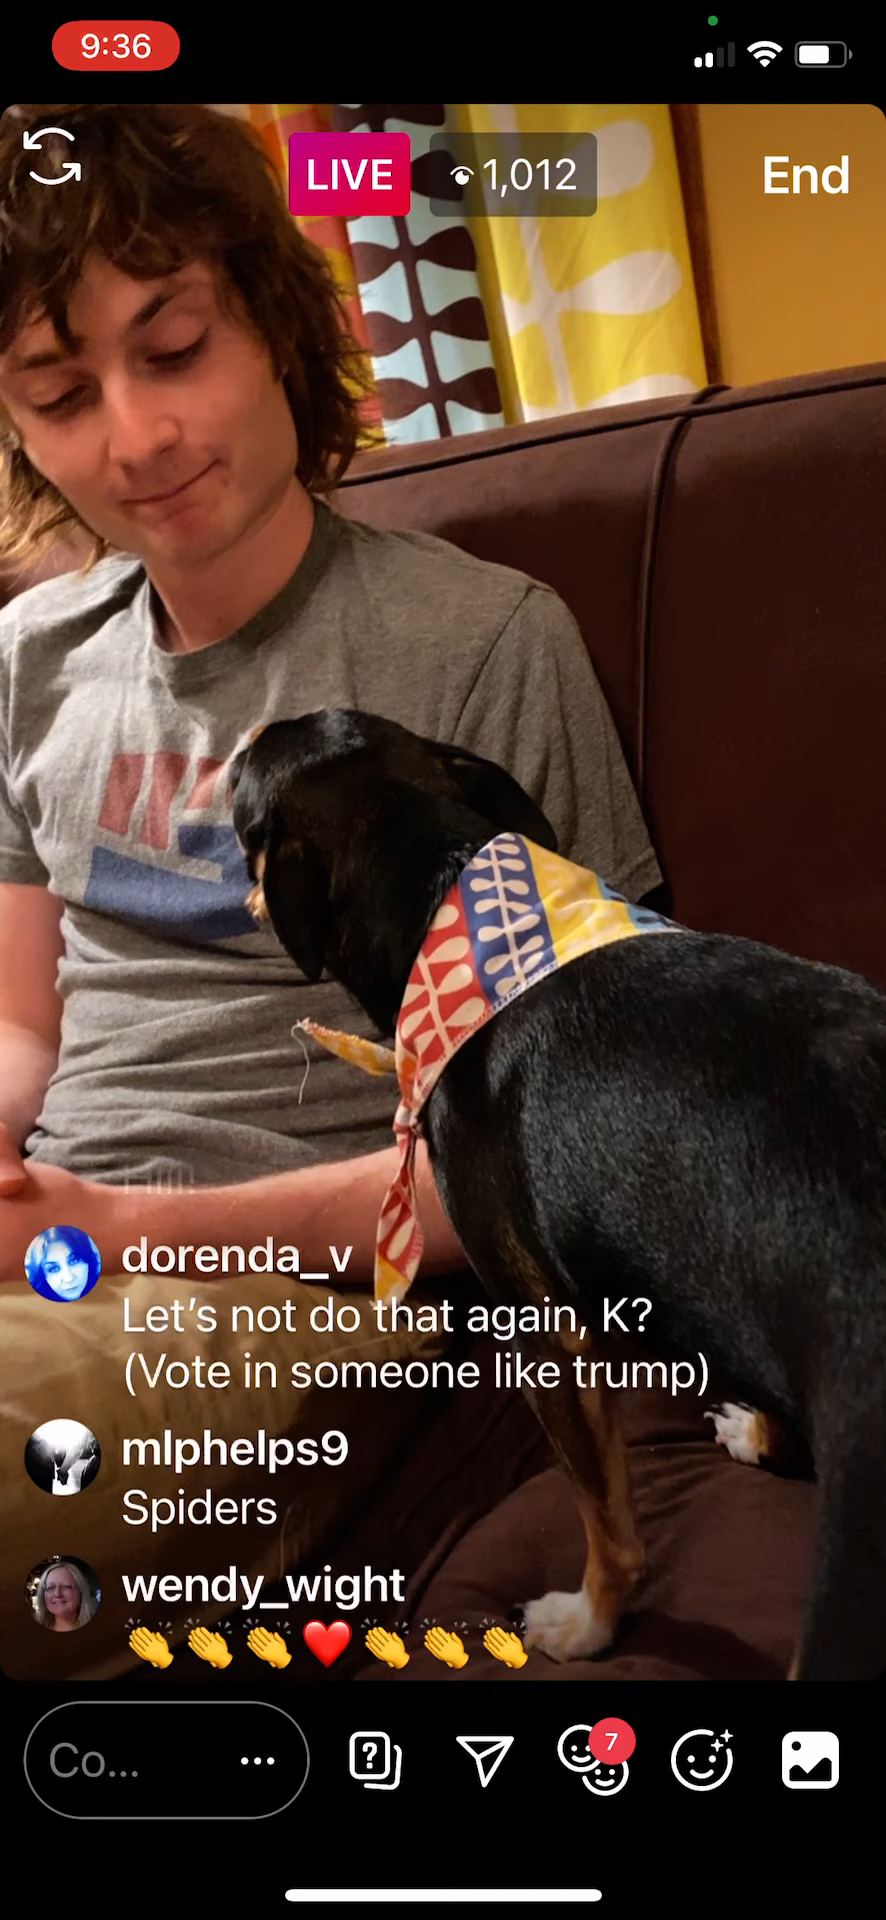 9:36
LIVE
1,012
End
dorenda_v
Let’s not do that again, K?
(Vote in someone like trump)
mlphelps9
Spiders
wendy_wight
👏👏👏❤️👏👏👏
Co...
?
7